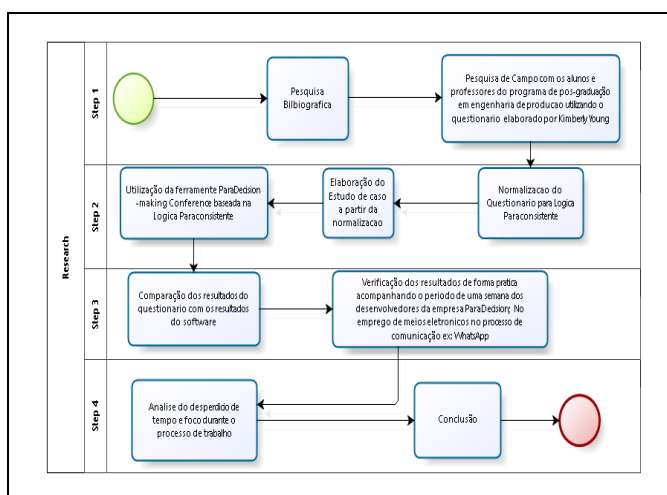 Research
Step 1
Pesquisa
Bilbiografica
Pesquisa de Campo com os alunos e
professores do programa de pos-graduação
em engenharia de producao utilizando o
questionario elaborado por Kimberly Young
Step 2
Utilização da ferramente ParaDecision
-making Conference baseada na
Logica Paraconsistente
Elaboração do
Estudo de caso
a partir da
normalizacao
Normalizacao do
Questionario para Logica
Paraconsistente
Step 3
Comparação dos resultados do
questionario com os resultados
do software
Verificação dos resultados de forma pratica
acompanhando o periodo de uma semana dos
desenvolvedores da empresa ParaDecision; No
emprego de meios eletronicos no processo de
comunicação ex: WhatsApp
Step 4
Analise do desperdicio de
tempo e foco durante o
processo de trabalho
Conclusão